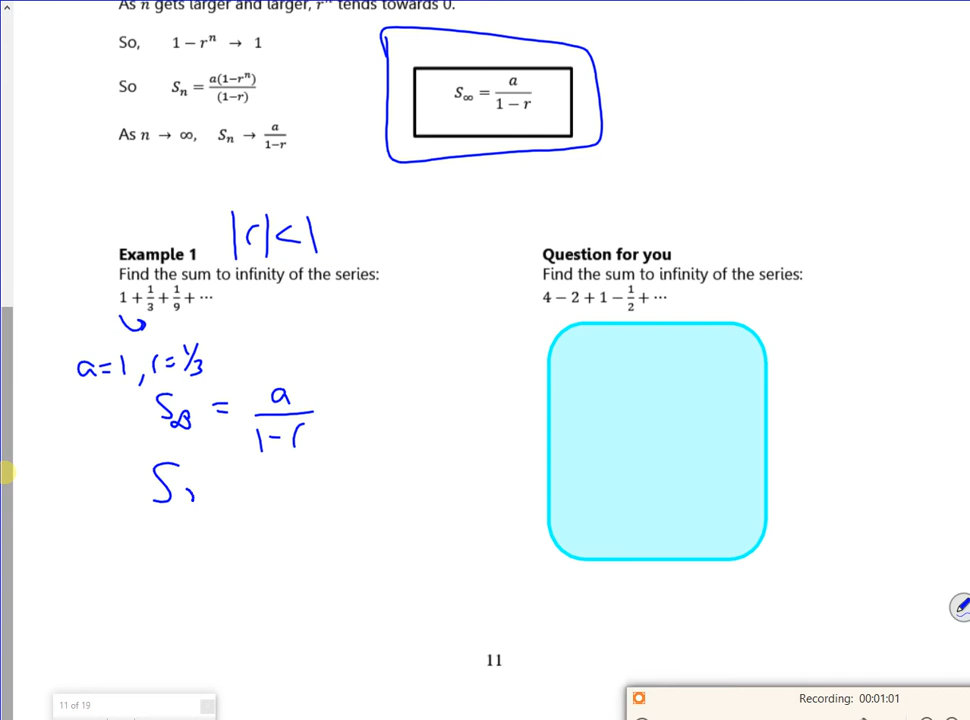 As n gets larger and larger, rⁿ tends towards 0.
So, 1 − rⁿ → 1
So Sₙ = a(1−rⁿ)/(1−r)
As n → ∞, Sₙ → a/(1−r)
S∞ = a/(1 − r)
|r|<1
Example 1
Find the sum to infinity of the series:
1 + 1/3 + 1/9 + ⋯
a=1, r=1/3
S∞ = a/(1-r)
S
Question for you
Find the sum to infinity of the series:
4 − 2 + 1 − 1/2 + ⋯
11
11 of 19
Recording: 00:01:01